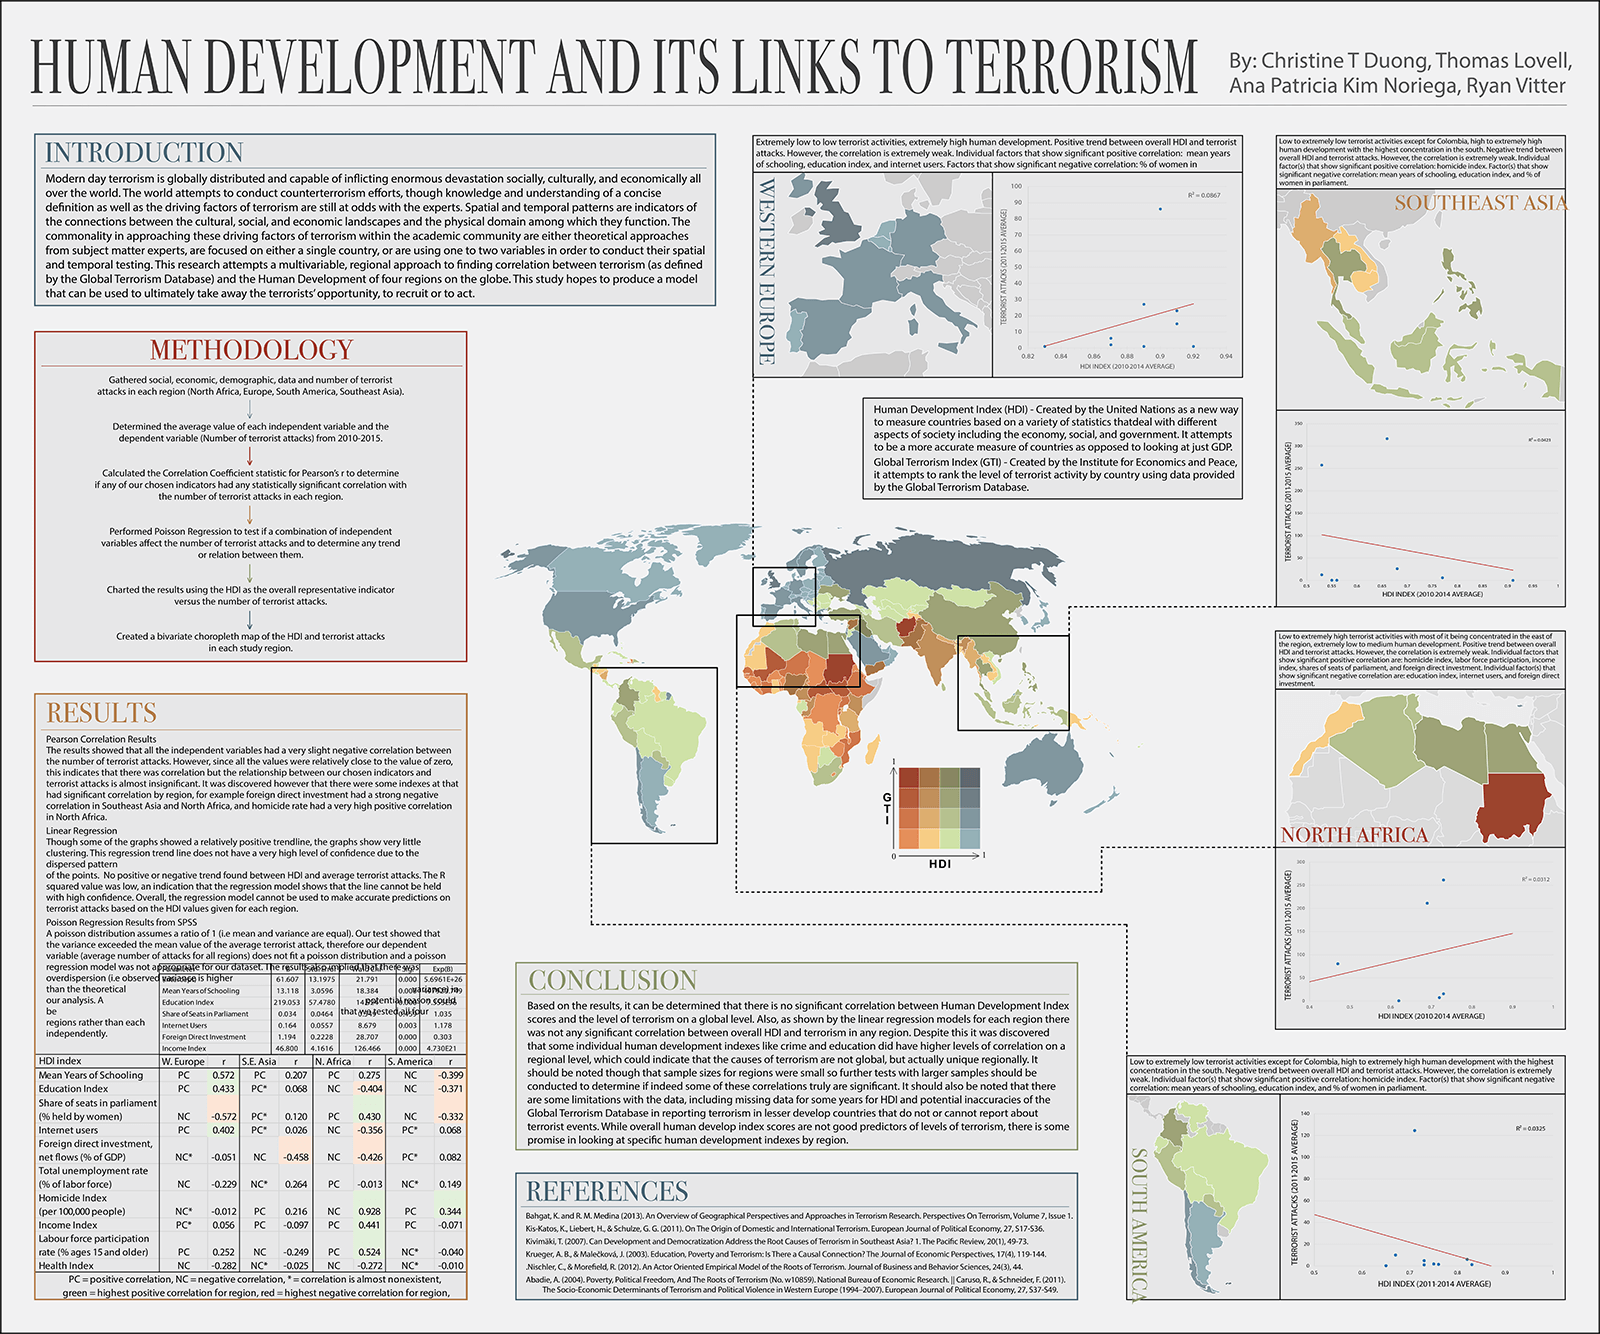 HUMAN DEVELOPMENT AND ITS LINKS TO TERRORISM
By: Christine T Duong, Thomas Lovell,
Ana Patricia Kim Noriega, Ryan Vitter
INTRODUCTION
Modern day terrorism is globally distributed and capable of inflicting enormous devastation socially, culturally, and economically all
over the world. The world attempts to conduct counterterrorism efforts, though knowledge and understanding of a concise
definition as well as the driving factors of terrorism are still at odds with the experts. Spatial and temporal patterns are indicators of
the connections between the cultural, social, and economic landscapes and the physical domain among which they function. The
commonality in approaching these driving factors of terrorism within the academic community are either theoretical approaches
from subject matter experts, are focused on either a single country, or are using one to two variables in order to conduct their spatial
and temporal testing. This research attempts a multivariable, regional approach to finding correlation between terrorism (as defined
by the Global Terrorism Database) and the Human Development of four regions on the globe. This study hopes to produce a model
that can be used to ultimately take away the terrorists' opportunity, to recruit or to act.
METHODOLOGY
Gathered social, economic, demographic, data and number of terrorist
attacks in each region (North Africa, Europe, South America, Southeast Asia).
Determined the average value of each independent variable and the
dependent variable (Number of terrorist attacks) from 2010-2015.
Calculated the Correlation Coefficient statistic for Pearson's r to determine
if any of our chosen indicators had any statistically significant correlation with
the number of terrorist attacks in each region.
Performed Poisson Regression to test if a combination of independent
variables affect the number of terrorist attacks and to determine any trend
or relation between them.
Charted the results using the HDI as the overall representative indicator
versus the number of terrorist attacks.
Created a bivariate choropleth map of the HDI and terrorist attacks
in each study region.
RESULTS
Pearson Correlation Results
The results showed that all the independent variables had a very slight negative correlation between
the number of terrorist attacks. However, since all the values were relatively close to the value of zero,
this indicates that there was correlation but the relationship between our chosen indicators and
terrorist attacks is almost insignificant. It was discovered however that there were some indexes at that
had significant correlation by region, for example foreign direct investment had a strong negative
correlation in Southeast Asia and North Africa, and homicide rate had a very high positive correlation
in North Africa.
Linear Regression
Though some of the graphs showed a relatively positive trendline, the graphs show very little
clustering. This regression trend line does not have a very high level of confidence due to the
dispersed pattern
of the points. No positive or negative trend found between HDI and average terrorist attacks. The R
squared value was low, an indication that the regression model shows that the line cannot be held
with high confidence. Overall, the regression model cannot be used to make accurate predictions on
terrorist attacks based on the HDI values given for each region.
Poisson Regression Results from SPSS
A poisson distribution assumes a ratio of 1 (i.e mean and variance are equal). Our test showed that
the variance exceeded the mean value of the average terrorist attack, therefore our dependent
variable (average number of attacks for all regions) does not fit a poisson distribution and a poisson
regression model was not appropriate for our dataset. The results also implied that there was
overdispersion (i.e observed variance is higher
than the theoretical
our analysis. A potential reason could
be that we tested all four
regions rather than each
independently.
Exp(B)
61.607 13.1975 21.791 0.000 5.6961E+26
Mean Years of Schooling 13.118 3.0596 18.384 0.000
Education Index 219.053 57.4780
Share of Seats in Parliament 0.034 0.0464 1.035
Internet Users 0.164 0.0557 8.679 0.003 1.178
Foreign Direct Investment 1.194 0.2228 28.707 0.000 0.303
Income Index 46.800 4.1616 126.466 0.000 4.730E21
HDI index W. Europe r S.E. Asia r N. Africa r S. America r
Mean Years of Schooling PC 0.572 PC 0.207 PC 0.275 NC -0.399
Education Index PC 0.433 PC* 0.068 NC -0.404 NC -0.371
Share of seats in parliament
(% held by women) NC -0.572 PC* 0.120 PC 0.430 NC -0.332
Internet users PC 0.402 PC* 0.026 NC -0.356 PC* 0.068
Foreign direct investment,
net flows (% of GDP) NC* -0.051 NC -0.458 NC -0.426 PC* 0.082
Total unemployment rate
(% of labor force) NC -0.229 NC* 0.264 PC -0.013 NC* 0.149
Homicide Index
(per 100,000 people) NC* -0.012 PC 0.216 NC 0.928 PC 0.344
Income Index PC* 0.056 PC -0.097 PC 0.441 PC -0.071
Labour force participation
rate (% ages 15 and older) PC 0.252 NC -0.249 PC 0.524 NC* -0.040
Health Index NC -0.282 NC* -0.025 NC -0.272 NC* -0.010
PC = positive correlation, NC = negative correlation, * = correlation is almost nonexistent,
green = highest positive correlation for region, red = highest negative correlation for region,
Extremely low to low terrorist activities, extremely high human development. Positive trend between overall HDI and terrorist
attacks. However, the correlation is extremely weak. Individual factors that show significant positive correlation: mean years
of schooling, education index, and internet users. Factors that show significant negative correlation: % of women in
WESTERN EUROPE
TERRORIST ATTACKS (2011-2015 AVERAGE)
100
90
80
70
60
50
40
30
20
10
0
R² = 0.0867
0.82 0.84 0.86 0.88 0.9 0.92 0.94
HDI INDEX (2010-2014 AVERAGE)
Human Development Index (HDI) - Created by the United Nations as a new way
to measure countries based on a variety of statistics thatdeal with different
aspects of society including the economy, social, and government. It attempts
to be a more accurate measure of countries as opposed to looking at just GDP.
Global Terrorism Index (GTI) - Created by the Institute for Economics and Peace,
it attempts to rank the level of terrorist activity by country using data provided
by the Global Terrorism Database.
1
GTI
0 1
HDI
CONCLUSION
Based on the results, it can be determined that there is no significant correlation between Human Development Index
scores and the level of terrorism on a global level. Also, as shown by the linear regression models for each region there
was not any significant correlation between overall HDI and terrorism in any region. Despite this it was discovered
that some individual human development indexes like crime and education did have higher levels of correlation on a
regional level, which could indicate that the causes of terrorism are not global, but actually unique regionally. It
should be noted though that sample sizes for regions were small so further tests with larger samples should be
conducted to determine if indeed some of these correlations truly are significant. It should also be noted that there
are some limitations with the data, including missing data for some years for HDI and potential inaccuracies of the
Global Terrorism Database in reporting terrorism in lesser develop countries that do not or cannot report about
terrorist events. While overall human develop index scores are not good predictors of levels of terrorism, there is some
promise in looking at specific human development indexes by region.
REFERENCES
Bahgat, K. and R. M. Medina (2013). An Overview of Geographical Perspectives and Approaches in Terrorism Research. Perspectives On Terrorism, Volume 7, Issue 1.
Kis-Katos, K., Liebert, H., & Schulze, G. G. (2011). On The Origin of Domestic and International Terrorism. European Journal of Political Economy, 27, S17-S36.
Kivimäki, T. (2007). Can Development and Democratization Address the Root Causes of Terrorism in Southeast Asia? 1. The Pacific Review, 20(1), 49-73.
Krueger, A. B., & Malečková, J. (2003). Education, Poverty and Terrorism: Is There a Causal Connection? The Journal of Economic Perspectives, 17(4), 119-144.
.Nischler, C., & Morefield, R. (2012). An Actor Oriented Empirical Model of the Roots of Terrorism. Journal of Business and Behavior Sciences, 24(3), 44.
Abadie, A. (2004). Poverty, Political Freedom, And The Roots of Terrorism (No. w10859). National Bureau of Economic Research. || Caruso, R., & Schneider, F. (2011).
The Socio-Economic Determinants of Terrorism and Political Violence in Western Europe (1994–2007). European Journal of Political Economy, 27, S37-S49.
Low to extremely low terrorist activities except for Colombia, high to extremely high
human development with the highest concentration in the south. Negative trend between
overall HDI and terrorist attacks. However, the correlation is extremely weak. Individual
factor(s) that show significant positive correlation: homicide index. Factor(s) that show
significant negative correlation: mean years of schooling, education index, and % of
women in parliament.
SOUTHEAST ASIA
TERRORIST ATTACKS (2011-2015 AVERAGE)
350
300
250
200
150
100
50
0
R² = 0.0421
0.5 0.55 0.6 0.65 0.7 0.75 0.8 0.85 0.9 0.95 1
HDI INDEX (2010-2014 AVERAGE)
Low to extremely high terrorist activities with most of it being concentrated in the east of
the region, extremely low to medium human development. Positive trend between overall
HDI and terrorist attacks. However, the correlation is extremely weak. Individual factors that
show significant positive correlation are: homicide index, labor force participation, income
index, shares of seats of parliament, and foreign direct investment. Individual factor(s) that
show significant negative correlation are: education index, internet users, and foreign direct
investment.
NORTH AFRICA
TERRORIST ATTACKS (2011-2015 AVERAGE)
300
250
200
150
100
50
0
R² = 0.0312
0.4 0.5 0.6 0.7 0.8 0.9 1
HDI INDEX (2010-2014 AVERAGE)
Low to extremely low terrorist activities except for Colombia, high to extremely high human development with the highest
concentration in the south. Negative trend between overall HDI and terrorist attacks. However, the correlation is extremely
weak. Individual factor(s) that show significant positive correlation: homicide index. Factor(s) that show significant negative
correlation: mean years of schooling, education index, and % of women in parliament.
SOUTH AMERICA
TERRORIST ATTACKS (2011-2015 AVERAGE)
140
120
100
80
60
40
20
0
R² = 0.0325
0.5 0.6 0.7 0.8 0.9 1
HDI INDEX (2011-2014 AVERAGE)